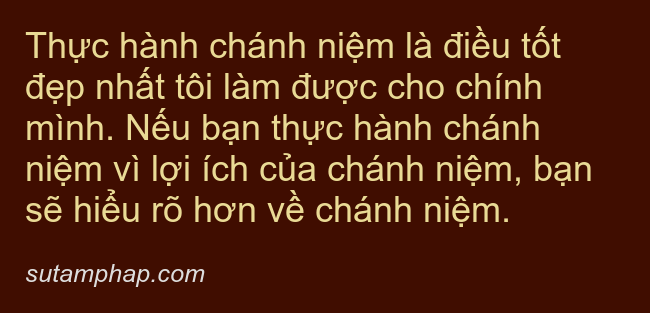 Thực hành chánh niệm là điều tốt
đẹp nhất tôi làm được cho chính
mình. Nếu bạn thực hành chánh
niệm vì lợi ích của chánh niệm, bạn
sẽ hiểu rõ hơn về chánh niệm.
sutamphap.com